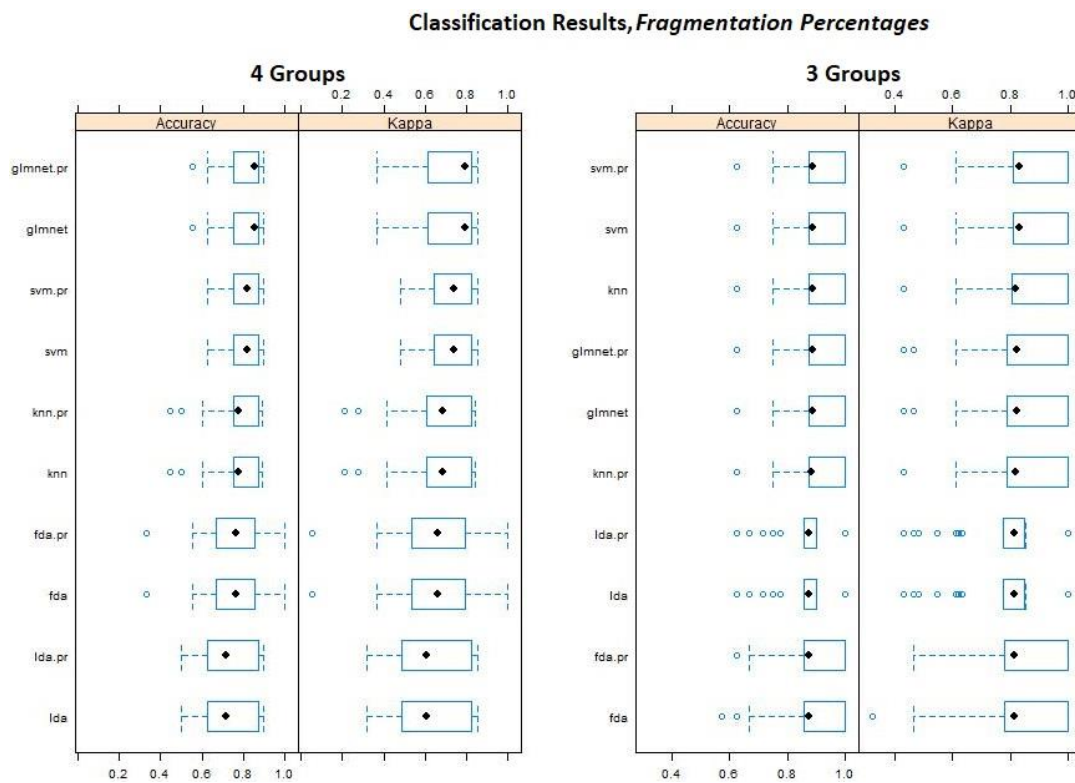 Classification Results, Fragmentation Percentages
4 Groups
3 Groups
0.2 0.4 0.6 0.8 1.0
Accuracy Kappa
glmnet.pr
glmnet
svm.pr
svm
knn.pr
knn
fda.pr
fda
lda.pr
lda
0.2 0.4 0.6 0.8 1.0
0.4 0.6 0.8 1.0
Accuracy Kappa
svm.pr
svm
knn
glmnet.pr
glmnet
knn.pr
lda.pr
lda
fda.pr
fda
0.4 0.6 0.8 1.0